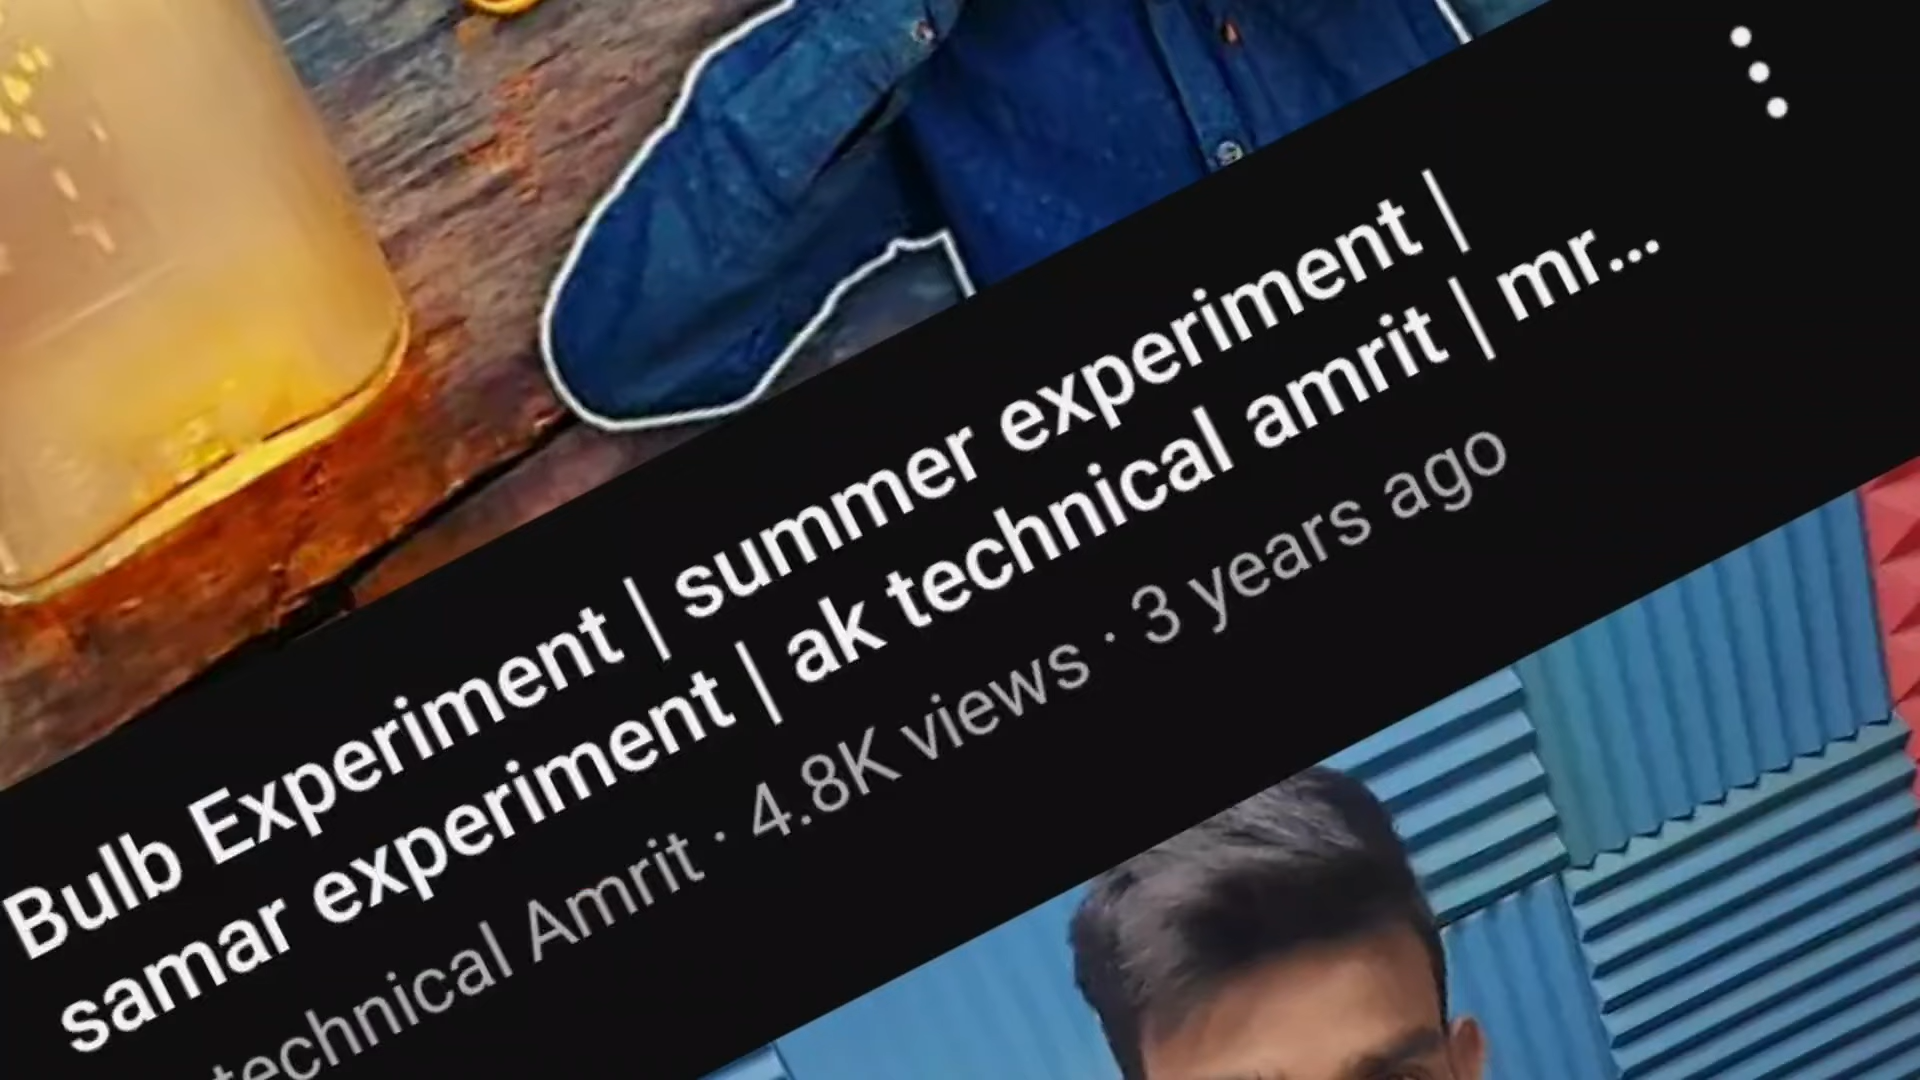 Bulb Experiment | summer experiment |
samar experiment | ak technical amrit | mr...
technical Amrit · 4.8K views · 3 years ago